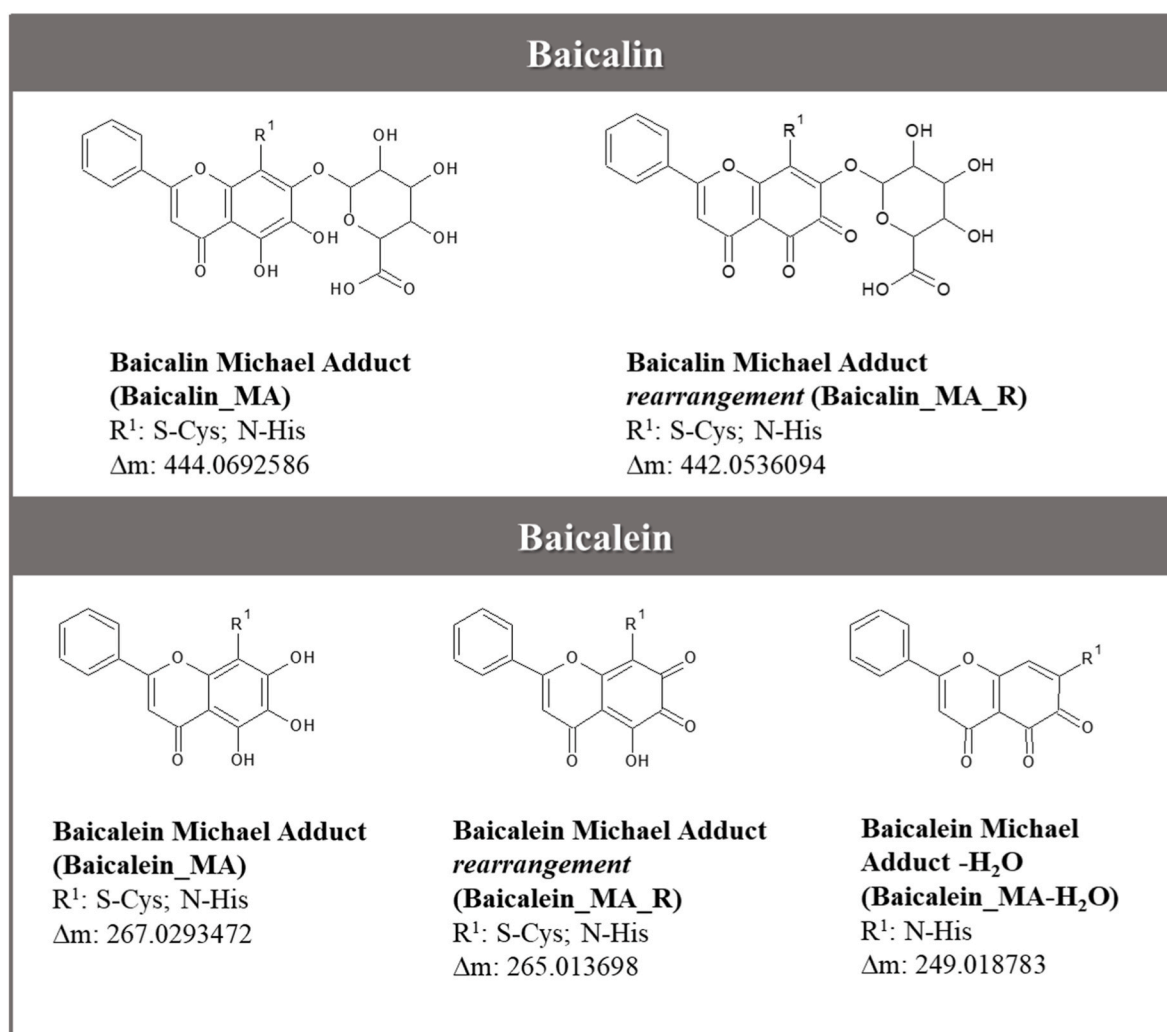 Baicalin
R¹
O
O
OH
OH
O
OH
OH
O
OH
HO
O
R¹
O
O
OH
OH
O
OH
O
O
O
HO
O
Baicalin Michael Adduct
(Baicalin_MA)
R¹: S-Cys; N-His
Δm: 444.0692586
Baicalin Michael Adduct
rearrangement (Baicalin_MA_R)
R¹: S-Cys; N-His
Δm: 442.0536094
Baicalein
R¹
O
OH
OH
O
OH
R¹
O
O
O
O
OH
R¹
O
O
O
O
Baicalein Michael Adduct
(Baicalein_MA)
R¹: S-Cys; N-His
Δm: 267.0293472
Baicalein Michael Adduct
rearrangement
(Baicalein_MA_R)
R¹: S-Cys; N-His
Δm: 265.013698
Baicalein Michael
Adduct -H₂O
(Baicalein_MA-H₂O)
R¹: N-His
Δm: 249.018783